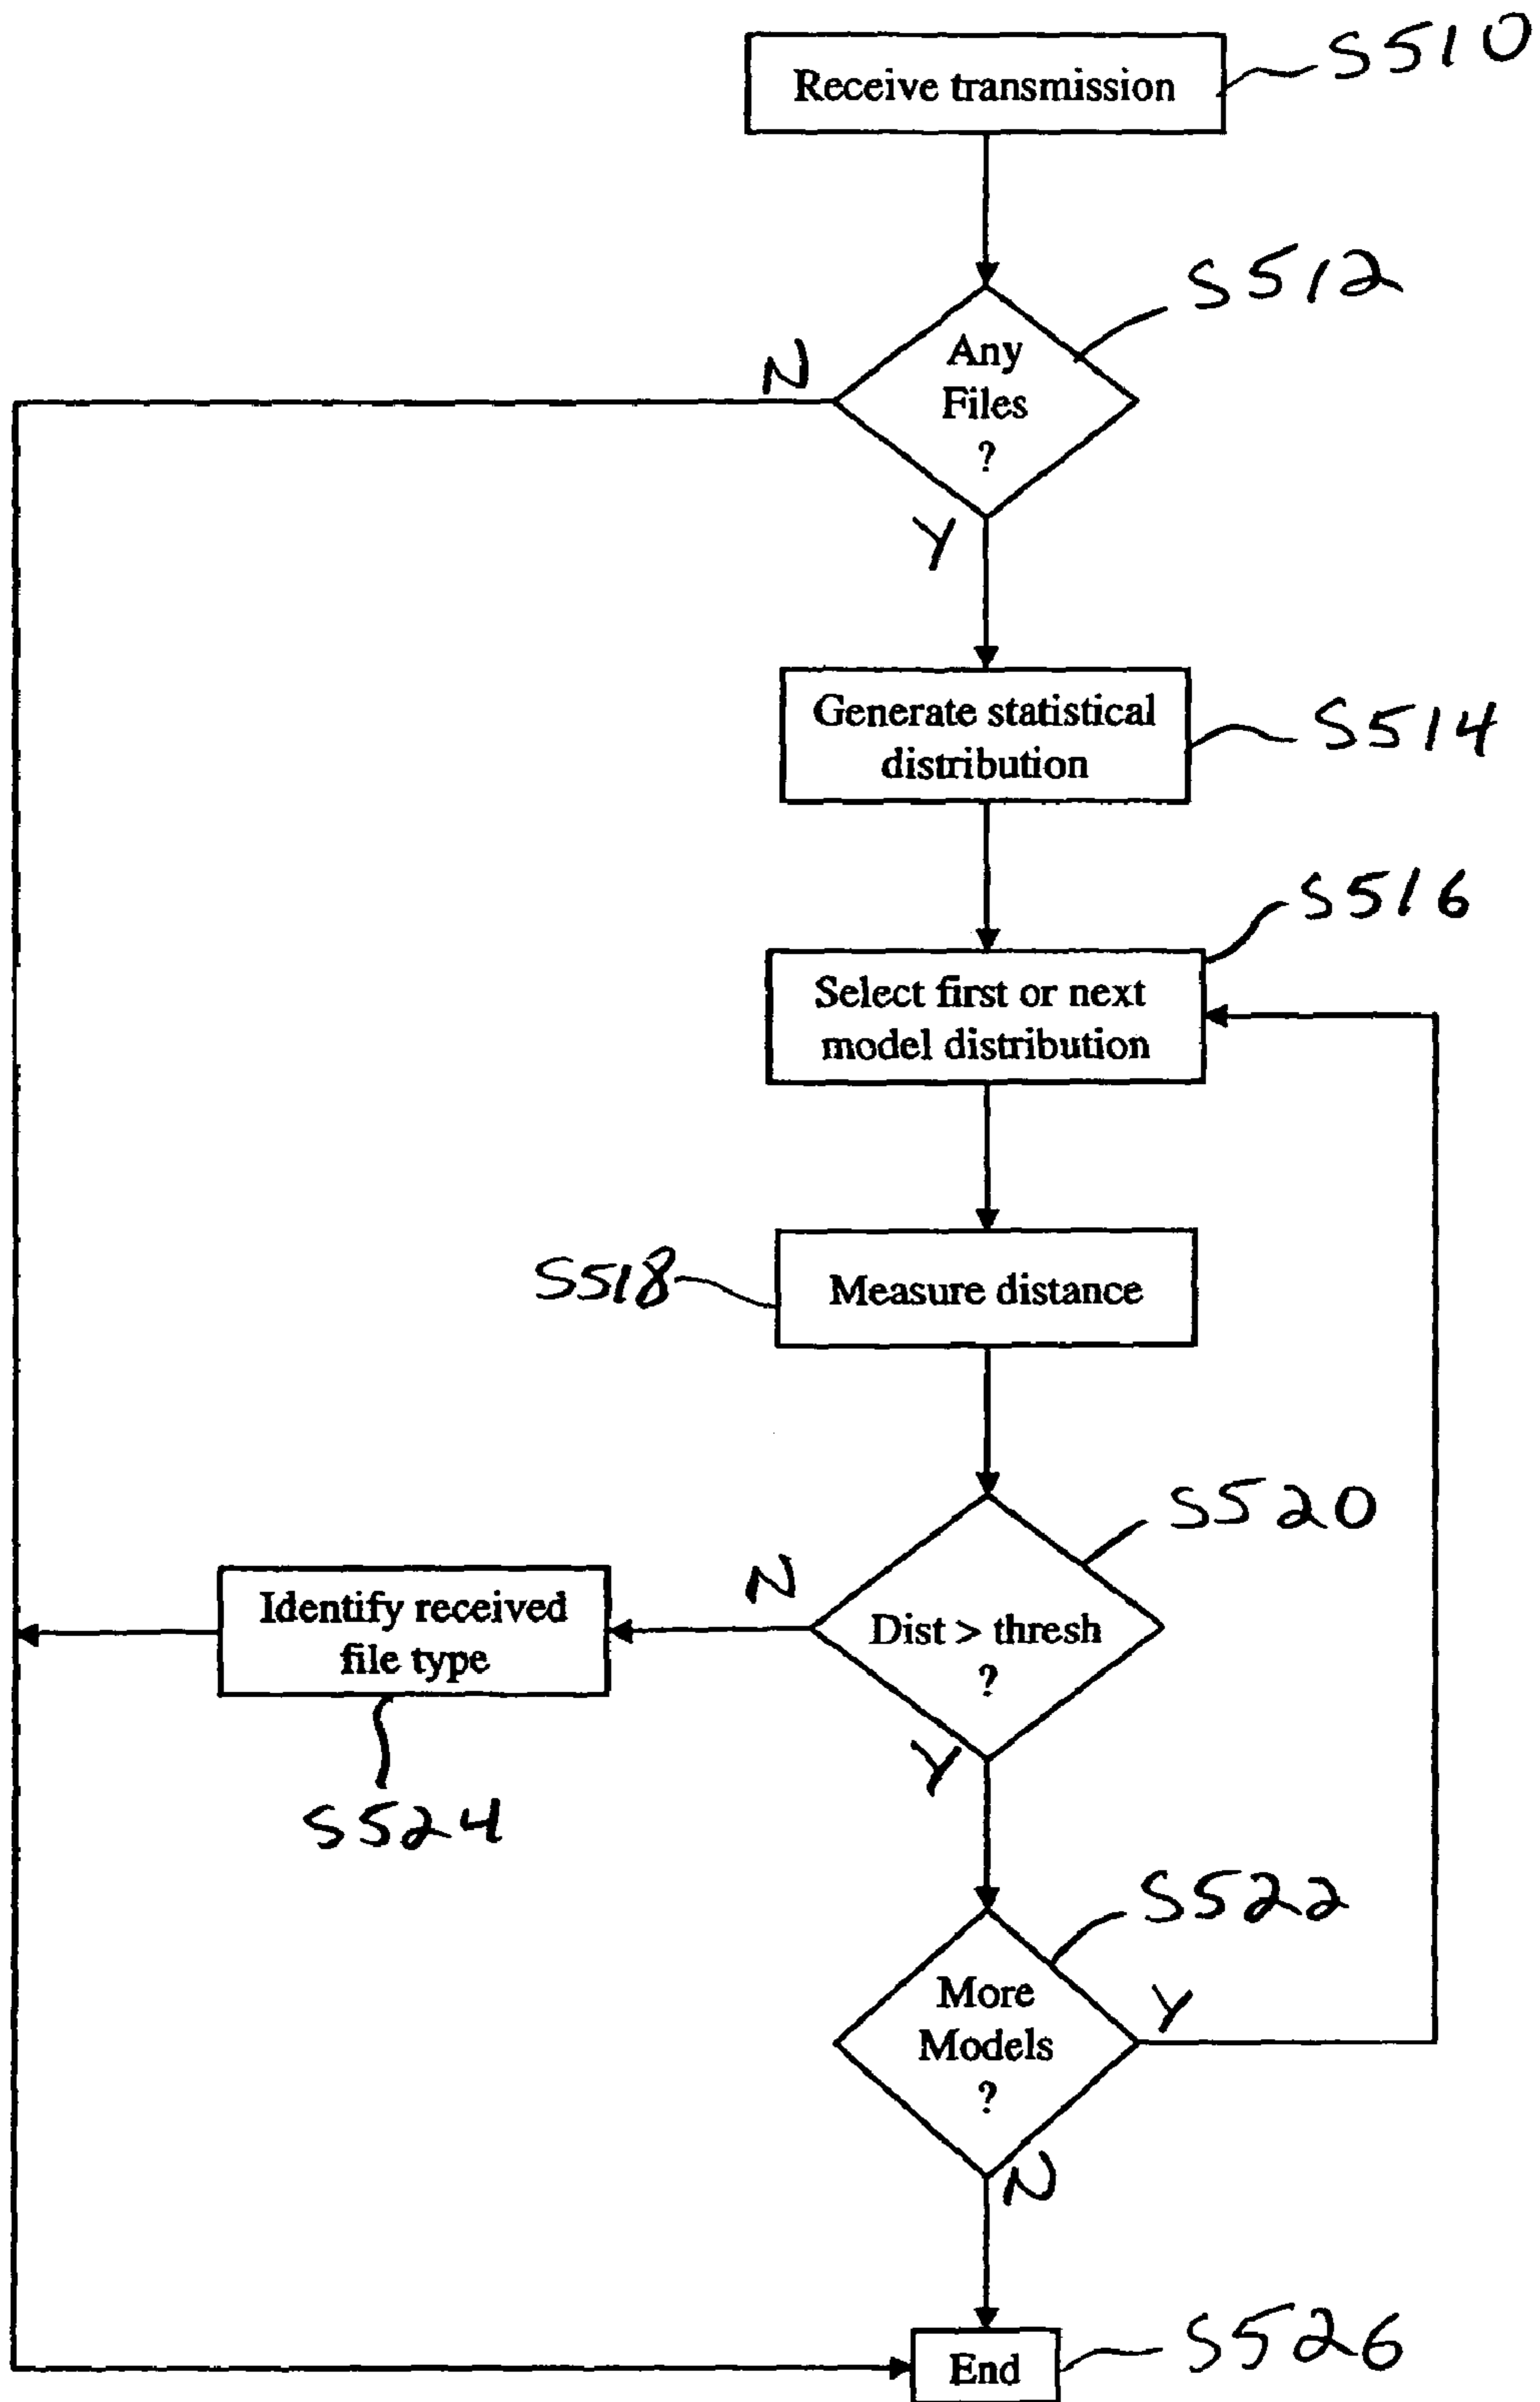 Receive transmission
S510
S512
Any
Files
?
N
Y
Generate statistical
distribution
S514
S516
Select first or next
model distribution
S518
Measure distance
S520
N
Dist > thresh
?
Identify received
file type
Y
S524
S522
More
Models
?
Y
N
End
S526